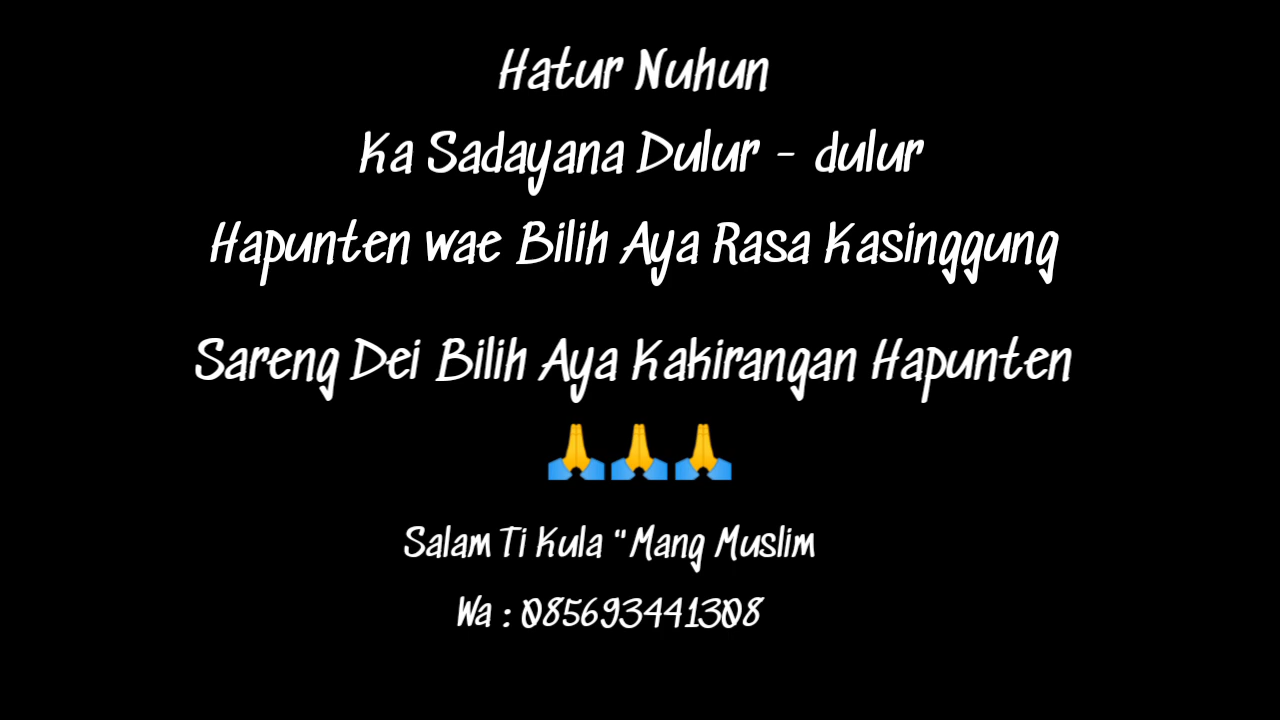 Hatur Nuhun
Ka Sadayana Dulur - dulur
Hapunten wae Bilih Aya Rasa Kasinggung
Sareng Dei Bilih Aya Kakirangan Hapunten
🙏🙏🙏
Salam Ti Kula "Mang Muslim
Wa : 085693441308